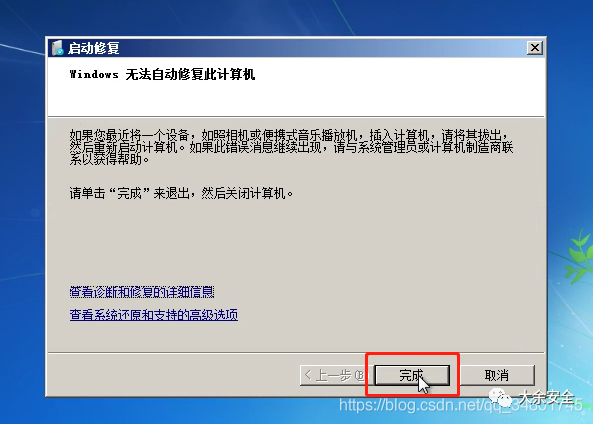 启动修复
Windows 无法自动修复此计算机
如果您最近将一个设备，如照相机或便携式音乐播放机，插入计算机，请将其拔出，
然后重新启动计算机。如果此错误消息继续出现，请与系统管理员或计算机制造商联
系以获得帮助。
请单击“完成”来退出，然后关闭计算机。
查看诊断和修复的详细信息
查看系统还原和支持的高级选项
< 上一步(B)
完成
取消
大余安全